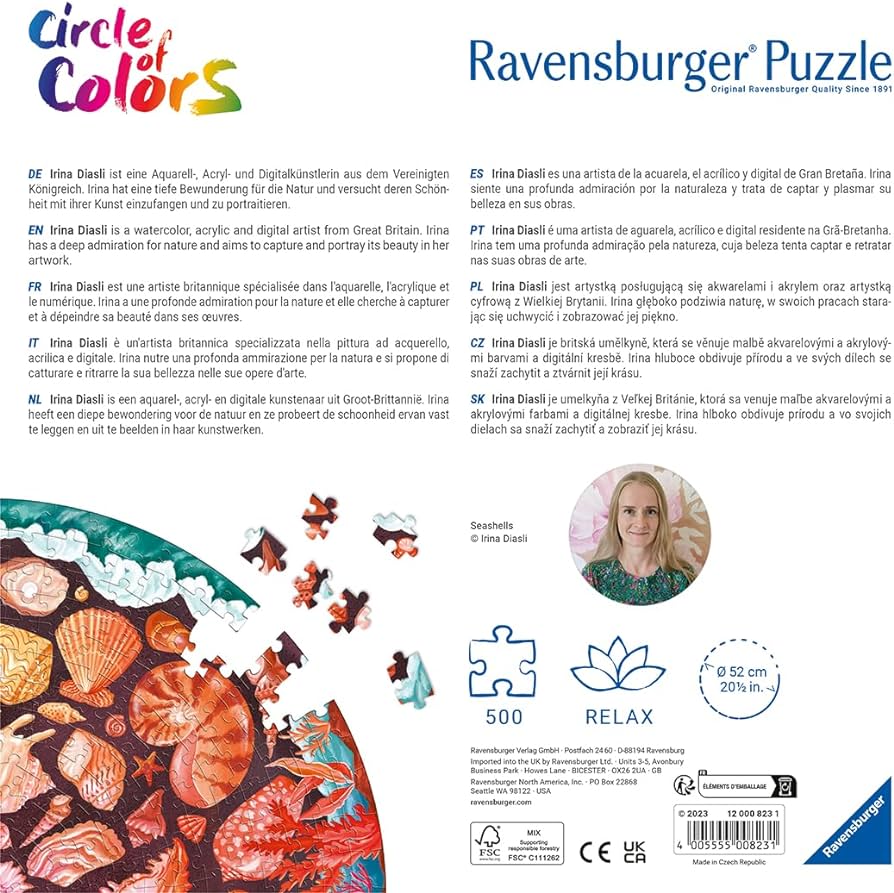 Circle of
Colors
Ravensburger® Puzzle
Original Ravensburger Quality Since 1891
DE Irina Diasli ist eine Aquarell-, Acryl- und Digitalkünstlerin aus dem Vereinigten
Königreich. Irina hat eine tiefe Bewunderung für die Natur und versucht deren Schön-
heit mit ihrer Kunst einzufangen und zu portraitieren.
EN Irina Diasli is a watercolor, acrylic and digital artist from Great Britain. Irina
has a deep admiration for nature and aims to capture and portray its beauty in her
artwork.
FR Irina Diasli est une artiste britannique spécialisée dans l'aquarelle, l'acrylique et
le numérique. Irina a une profonde admiration pour la nature et elle cherche à capturer
et à dépeindre sa beauté dans ses œuvres.
IT Irina Diasli è un'artista britannica specializzata nella pittura ad acquerello,
acrilica e digitale. Irina nutre una profonda ammirazione per la natura e si propone di
catturare e ritrarre la sua bellezza nelle sue opere d'arte.
NL Irina Diasli is een aquarel-, acryl- en digitale kunstenaar uit Groot-Brittannië. Irina
heeft een diepe bewondering voor de natuur en ze probeert de schoonheid ervan vast
te leggen en uit te beelden in haar kunstwerken.
ES Irina Diasli es una artista de la acuarela, el acrílico y digital de Gran Bretaña. Irina
siente una profunda admiración por la naturaleza y trata de captar y plasmar su
belleza en sus obras.
PT Irina Diasli é uma artista de aguarela, acrílico e digital residente na Grã-Bretanha.
Irina tem uma profunda admiração pela natureza, cuja beleza tenta captar e retratar
nas suas obras de arte.
PL Irina Diasli jest artystką posługującą się akwarelami i akrylem oraz artystką
cyfrową z Wielkiej Brytanii. Irina głęboko podziwia naturę, w swoich pracach stara-
jąc się uchwycić i zobrazować jej piękno.
CZ Irina Diasli je britská umělkyně, která se věnuje malbě akvarelovými a akrylový-
mi barvami a digitální kresbě. Irina hluboce obdivuje přírodu a ve svých dílech se
snaží zachytit a ztvárnit její krásu.
SK Irina Diasli je umelkyňa z Veľkej Británie, ktorá sa venuje maľbe akvarelovými a
akrylovými farbami a digitálnej kresbe. Irina hlboko obdivuje prírodu a vo svojich
dielach sa snaží zachytiť a zobraziť jej krásu.
Seashells
© Irina Diasli
500
RELAX
Ø 52 cm
20½ in.
Ravensburger Verlag GmbH · Postfach 24 60 · D-88194 Ravensburg
Imported into the UK by Ravensburger Ltd. · Units 3-5, Avonbury
Business Park · Howes Lane · BICESTER · OX26 2UA · GB
Ravensburger North America, Inc. · PO Box 22868
Seattle WA 98122 · USA
ravensburger.com
FSC
www.fsc.org
MIX
Supporting
responsible forestry
FSC® C111262
CE
UK
CA
FR
ÉLÉMENTS D'EMBALLAGE
© 2023 12 000 823 1
4 005555 008231
Made in Czech Republic
Ravensburger